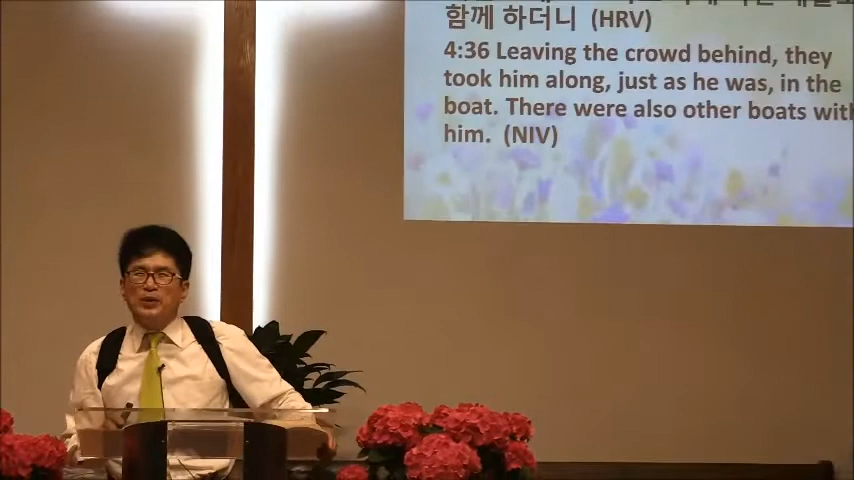 함께 하더니 (HRV)
4:36 Leaving the crowd behind, they
took him along, just as he was, in the
boat. There were also other boats with
him. (NIV)